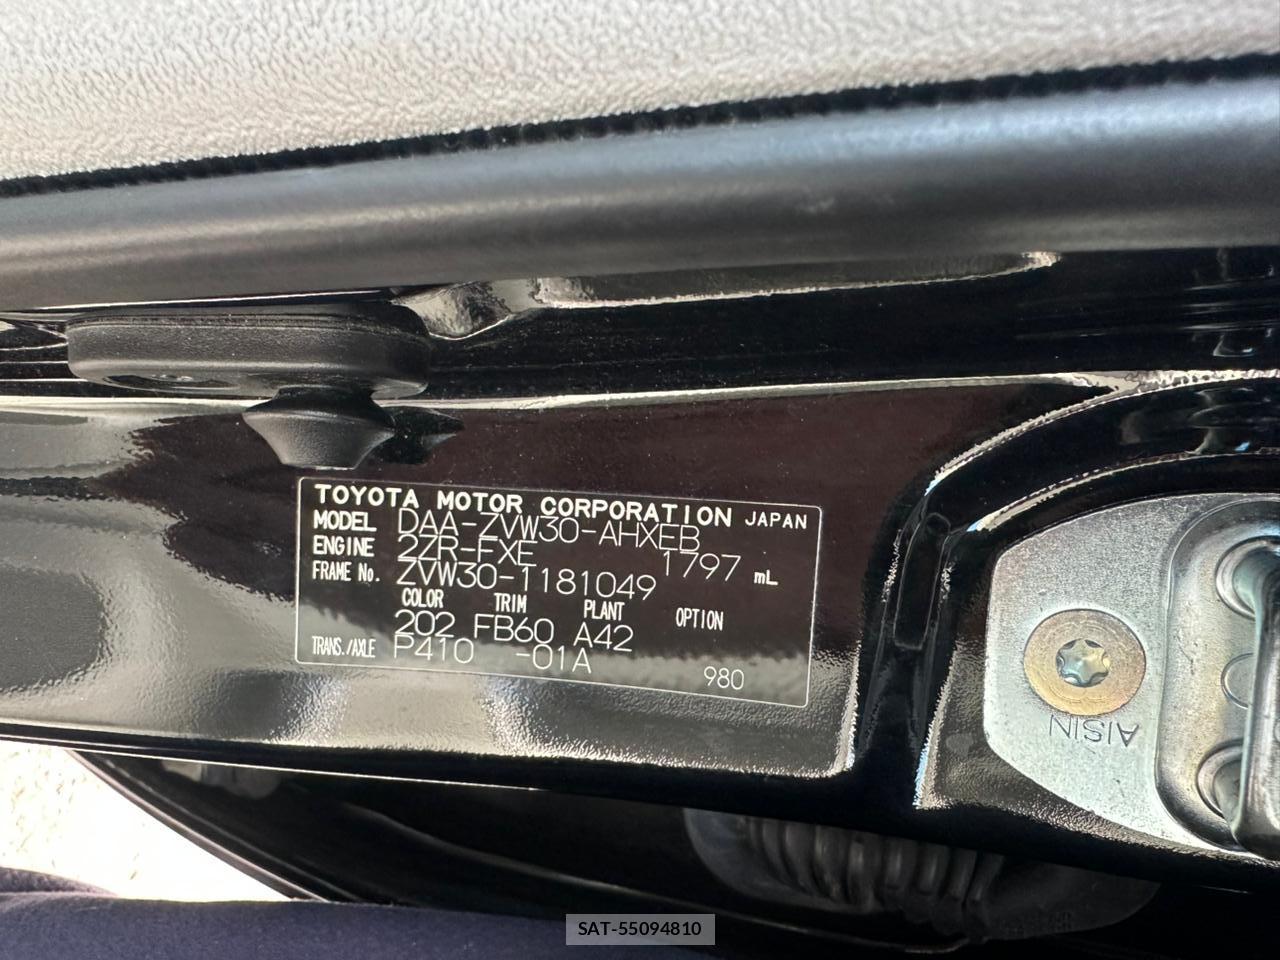 TOYOTA MOTOR CORPORATION JAPAN
MODEL DAA-ZVW30-AHXEB
ENGINE 2ZR-FXE 1797 mL
FRAME No. ZVW30-1181049
COLOR TRIM PLANT OPTION
202 FB60 A42
TRANS./AXLE P410 -01A 980
AISIN
SAT-55094810